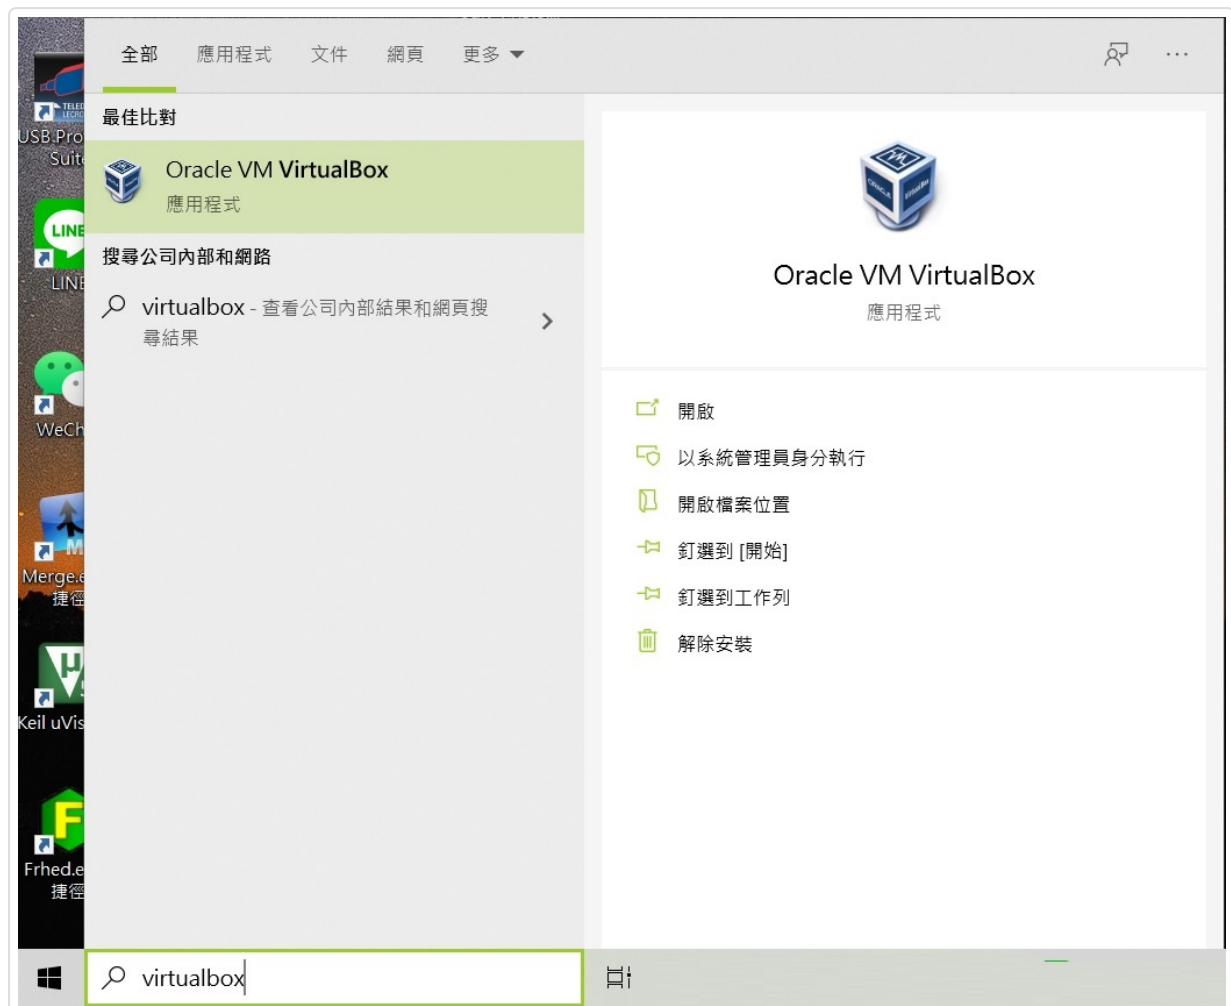 全部 應用程式 文件 網頁 更多
最佳比對
Oracle VM VirtualBox
應用程式
搜尋公司內部和網路
virtualbox - 查看公司內部結果和網頁搜
尋結果
Oracle VM VirtualBox
應用程式
開啟
以系統管理員身分執行
開啟檔案位置
釘選到 [開始]
釘選到工作列
解除安裝
USB.Pro
Suite
LINE
LINE
WeCh
M
Merge.e
捷徑
Keil uVis
F
Frhed.e
捷徑
virtualbox